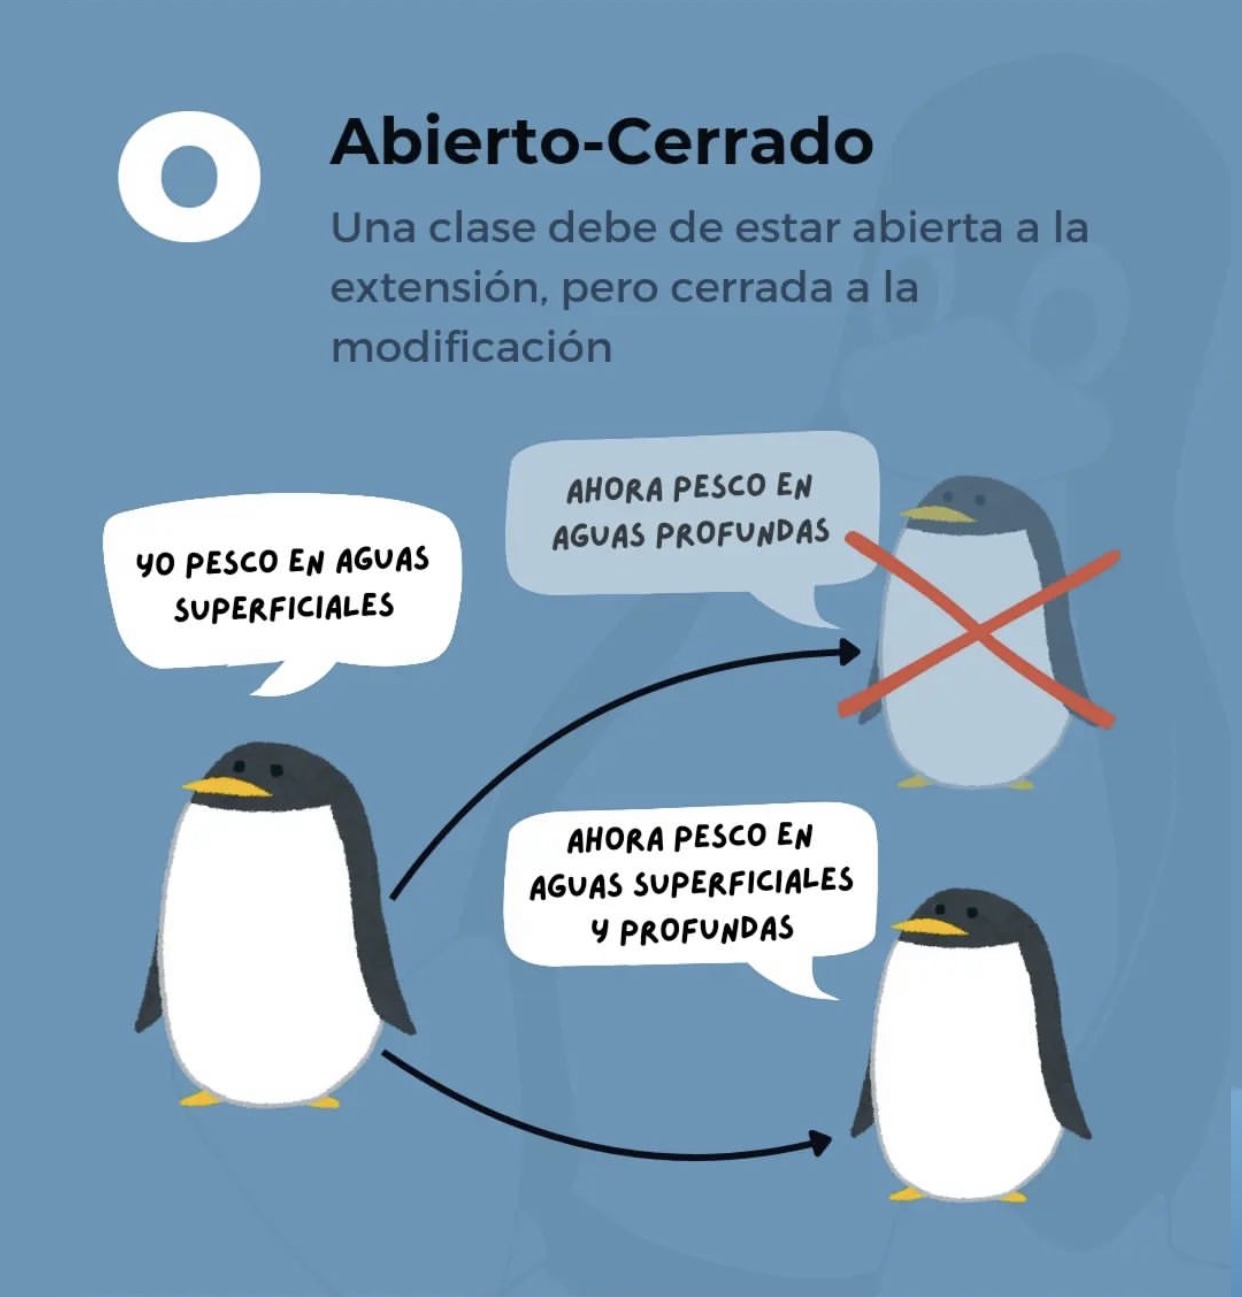 O
Abierto-Cerrado
Una clase debe de estar abierta a la
extensión, pero cerrada a la
modificación
AHORA PESCO EN
AGUAS PROFUNDAS
YO PESCO EN AGUAS
SUPERFICIALES
AHORA PESCO EN
AGUAS SUPERFICIALES
Y PROFUNDAS